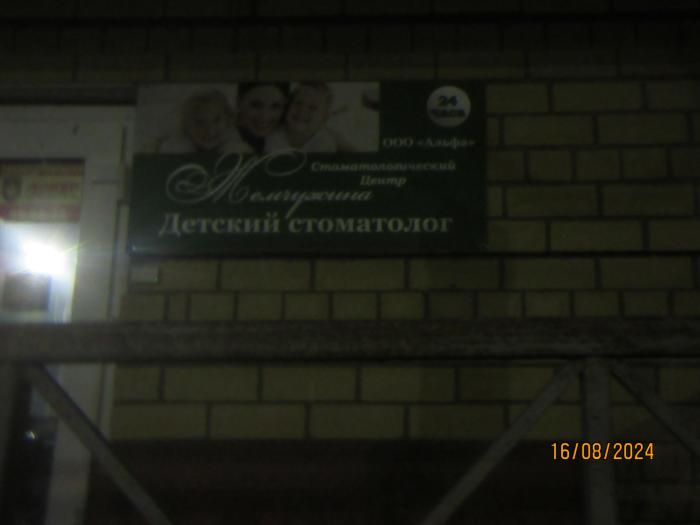 24
ЧАСА
ООО «Альфа»
Стоматологический
Центр
Жемчужина
Детский стоматолог
16/08/2024